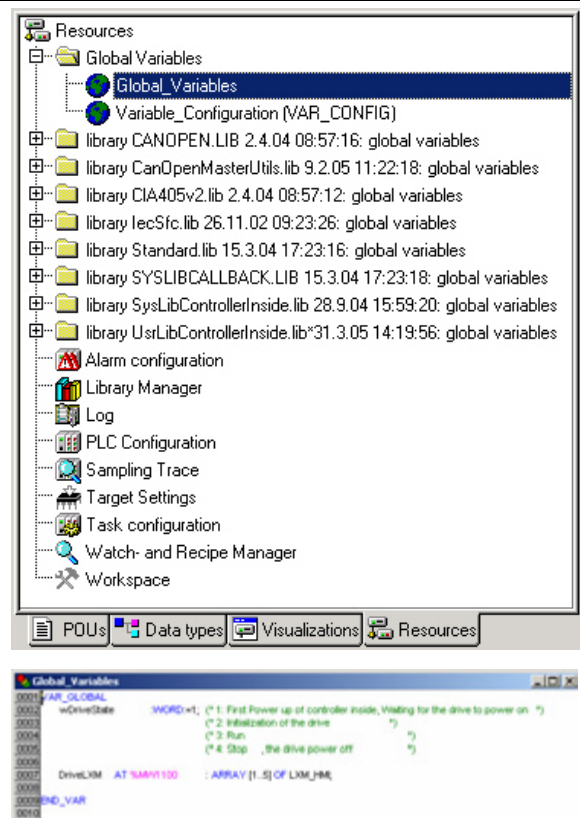 Resources
Global Variables
Global_Variables
Variable_Configuration (VAR_CONFIG)
library CANOPEN.LIB 2.4.04 08:57:16: global variables
library CanOpenMasterUtils.lib 9.2.05 11:22:18: global variables
library CIA405v2.lib 2.4.04 08:57:12: global variables
library IecSfc.lib 26.11.02 09:23:26: global variables
library Standard.lib 15.3.04 17:23:16: global variables
library SYSLIBCALLBACK.LIB 15.3.04 17:23:18: global variables
library SysLibControllerInside.lib 28.9.04 15:59:20: global variables
library UsrLibControllerInside.lib*31.3.05 14:19:56: global variables
Alarm configuration
Library Manager
Log
PLC Configuration
Sampling Trace
Target Settings
Task configuration
Watch- and Recipe Manager
Workspace
POUs Data types Visualizations Resources
Global_Variables
0001 VAR_GLOBAL
0002 wDriveState :WORD:=1; (* 1: First Power up of controller inside, Waiting for the drive to power on *)
0003 (* 2: Initialization of the drive *)
0004 (* 3: Run *)
0005 (* 4: Stop , the drive power off *)
0006
0007 DriveLXM AT : ARRAY [1..5] OF LXM_HMI;
0008
0009 END_VAR
0010